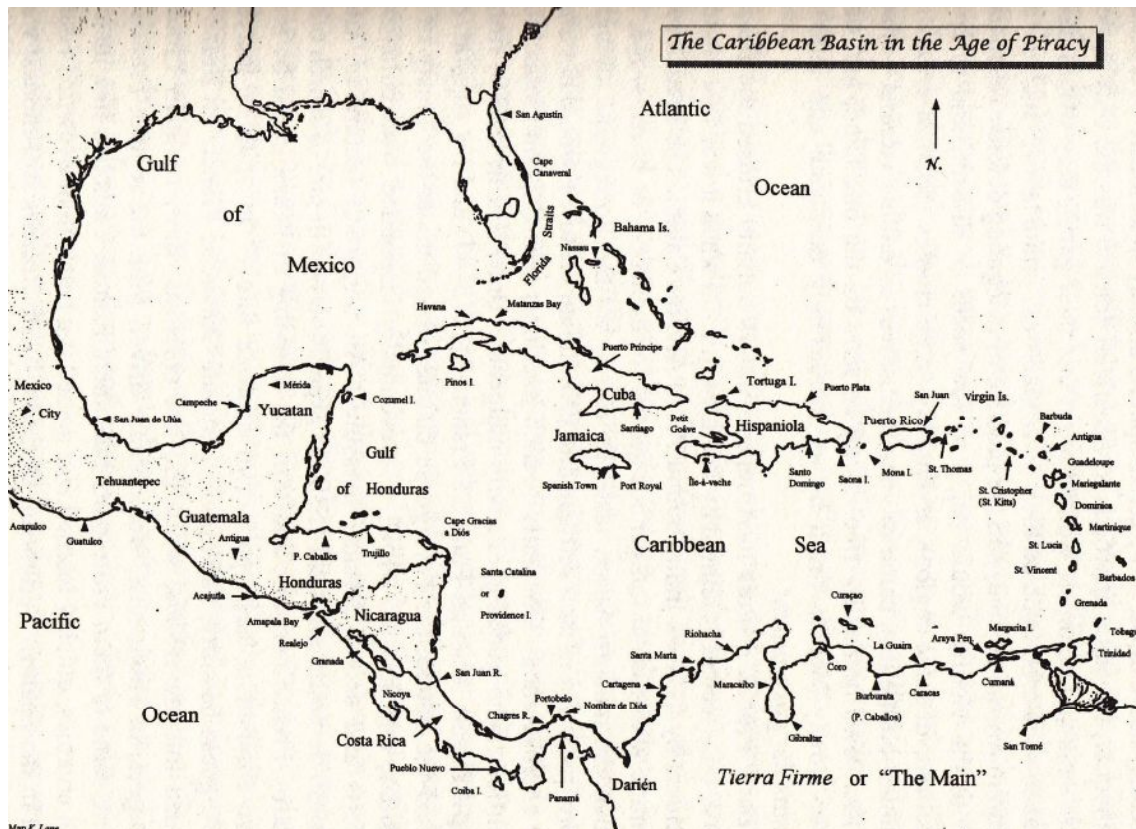 The Caribbean Basin in the Age of Piracy
Atlantic
Ocean
N.
Gulf
of
Mexico
San Agustín
Cape
Canaveral
Florida
Straits
Bahama Is.
Nassau
Havana
Matanzas Bay
Puerto Principe
Pinos I.
Cuba
Santiago
Tortuga I.
Puerto Plata
Petit
Goâve
Hispaniola
Île-à-vache
Santo
Domingo
Saona I.
Mona I.
Puerto Rico
San Juan
Virgin Is.
St. Thomas
St. Cristopher
(St. Kitts)
Barbuda
Antigua
Guadeloupe
Mariegalante
Dominica
Martinique
St. Lucia
St. Vincent
Barbados
Grenada
Tobago
Trinidad
Jamaica
Spanish Town
Port Royal
Mexico
City
San Juan de Ulúa
Campeche
Mérida
Yucatan
Cozumel I.
Gulf
of Honduras
Tehuantepec
Acapulco
Guatulco
Guatemala
Antigua
P. Caballos
Trujillo
Cape Gracias
a Diós
Honduras
Acajutla
Amapala Bay
Realejo
Nicaragua
Granada
Santa Catalina
or
Providence I.
Caribbean
Sea
Pacific
Ocean
Nicoya
San Juan R.
Costa Rica
Chagres R.
Portobelo
Nombre de Diós
Pueblo Nuevo
Coiba I.
Panamá
Darién
Cartagena
Santa Marta
Riohacha
Maracaibo
Gibraltar
Coro
Curaçao
Burburata
(P. Caballos)
La Guaira
Caracas
Araya Pen.
Margarita I.
Cumaná
San Tomé
Tierra Firme or "The Main"
Map K. Lane